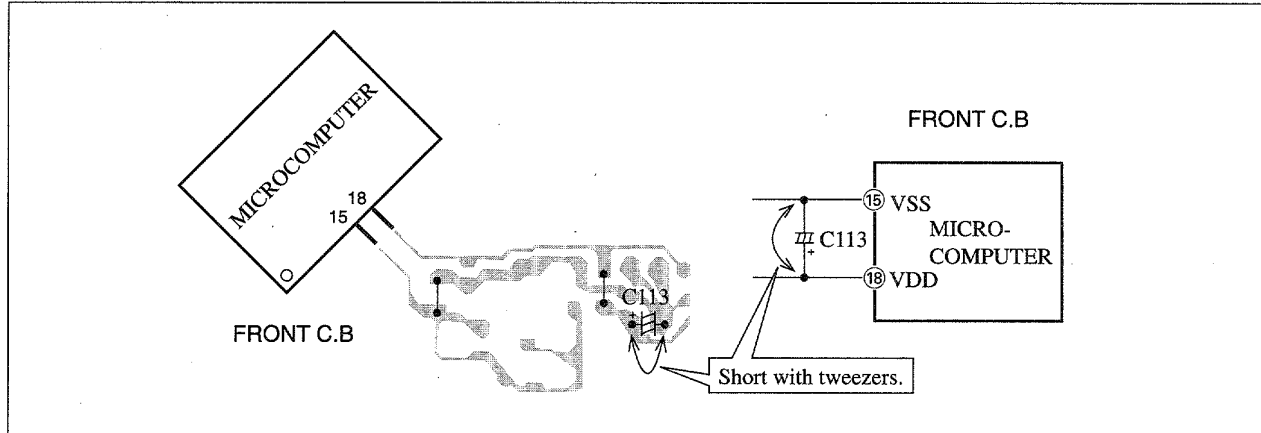 MICROCOMPUTER
18
15
FRONT C.B
C113
+
Short with tweezers.
FRONT C.B
15 VSS
C113
+
MICRO-
COMPUTER
18 VDD